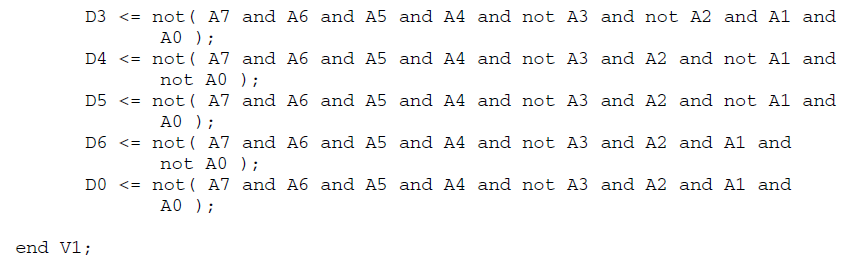 D3 <= not( A7 and A6 and A5 and A4 and not A3 and not A2 and A1 and
A0 );
D4 <= not( A7 and A6 and A5 and A4 and not A3 and A2 and not A1 and
not A0 );
D5 <= not( A7 and A6 and A5 and A4 and not A3 and A2 and not A1 and
A0 );
D6 <= not( A7 and A6 and A5 and A4 and not A3 and A2 and A1 and
not A0 );
D0 <= not( A7 and A6 and A5 and A4 and not A3 and A2 and A1 and
A0 );
end V1;